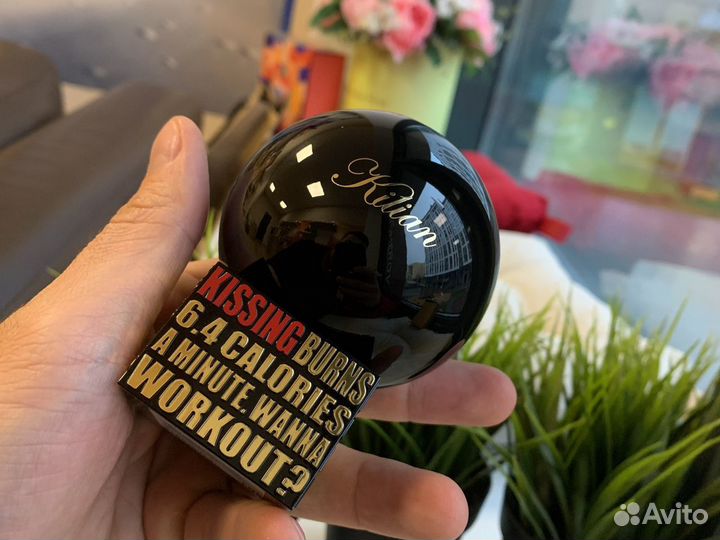 Kilian
KISSING BURNS
6.4 CALORIES
A MINUTE. WANNA
WORKOUT?
Avito